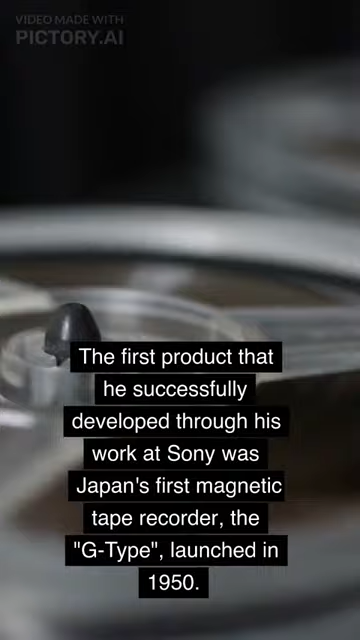 VIDEO MADE WITH
PICTORY.AI
The first product that
he successfully
developed through his
work at Sony was
Japan's first magnetic
tape recorder, the
"G-Type", launched in
1950.